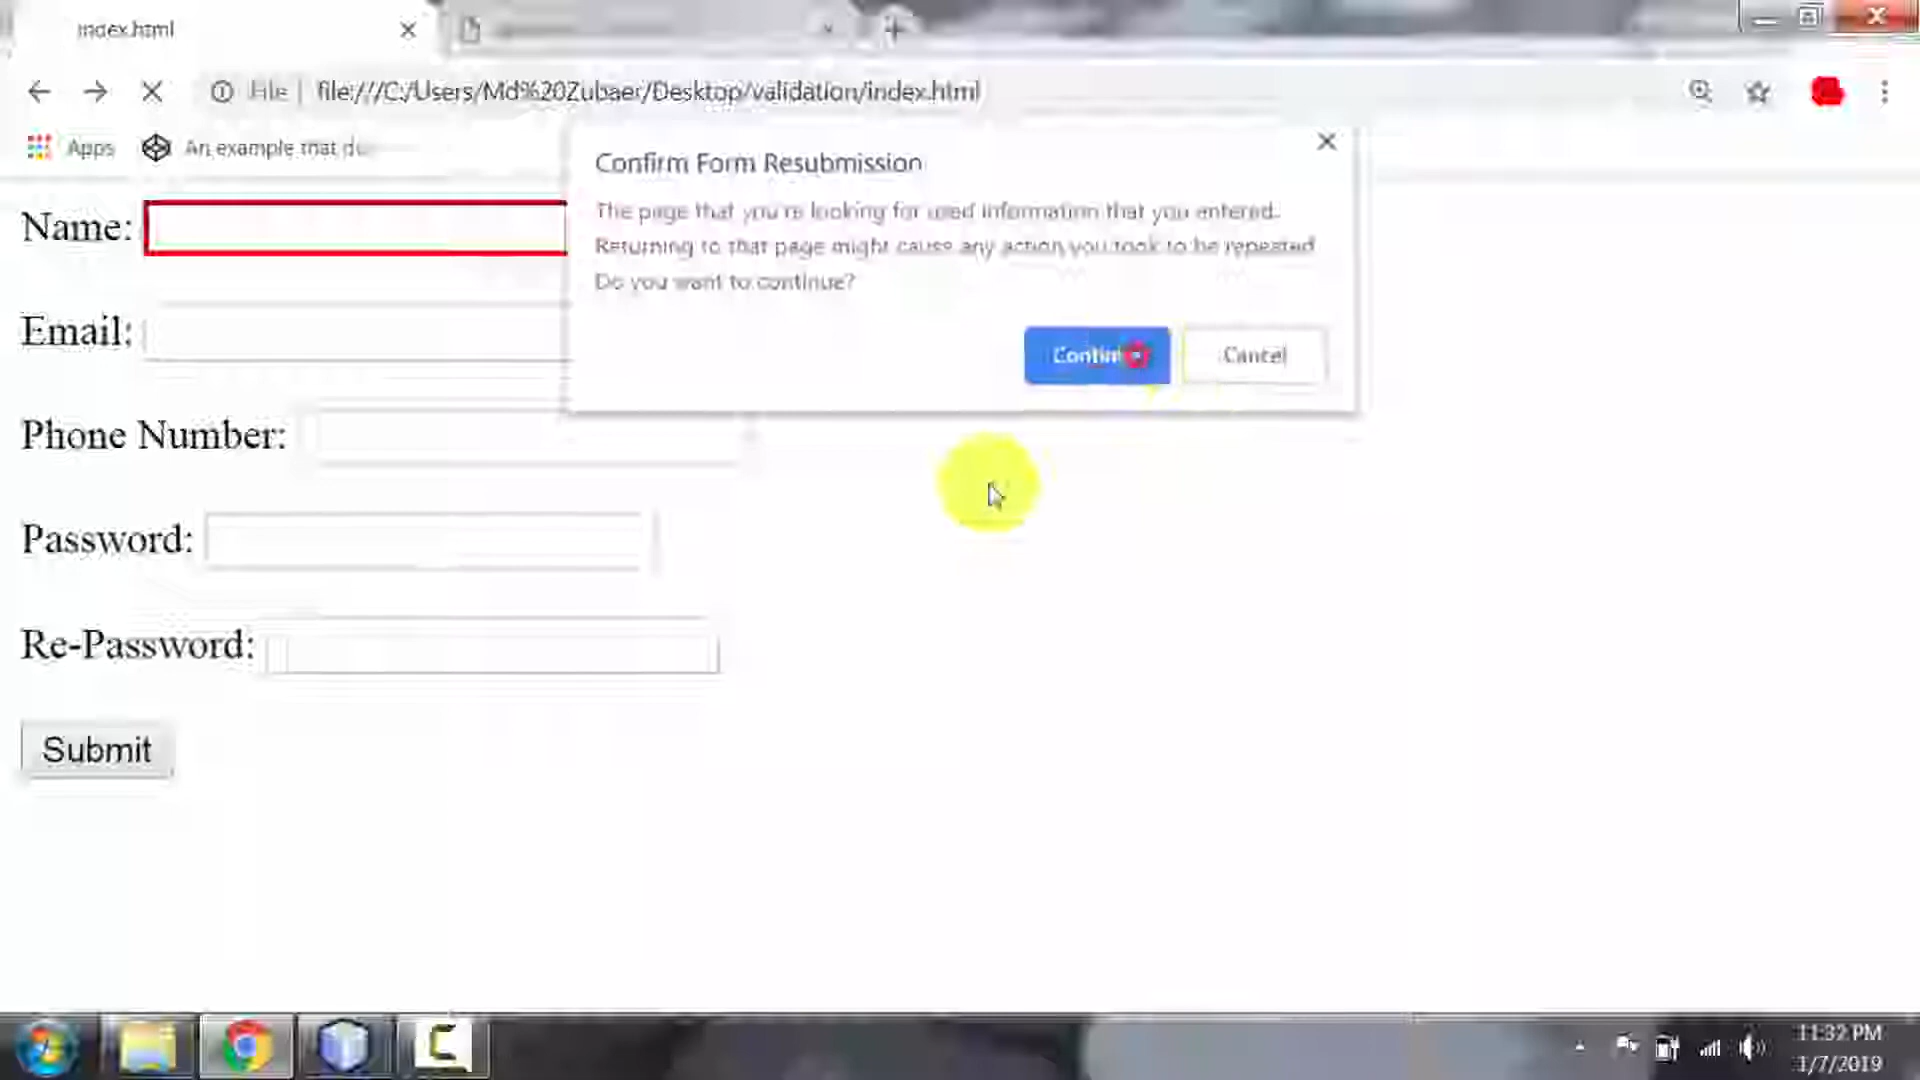 index.html
File | file:///C:/Users/Md%20Zubaer/Desktop/validation/index.html
Apps An example that
Confirm Form Resubmission
The page that you're looking for used information that you entered.
Returning to that page might cause any action you took to be repeated.
Do you want to continue?
Cancel
Name:
Email:
Phone Number:
Password:
Re-Password:
Submit
11:32 PM
1/7/2019